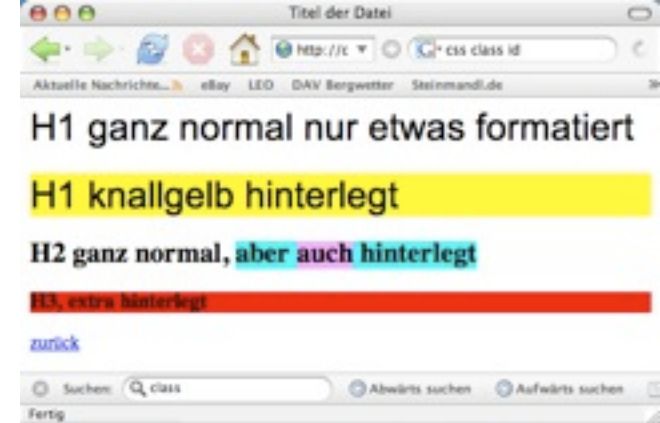 Titel der Datei
http://c css class id
Aktuelle Nachrichte... eBay LEO DAV Bergwetter Steinmandl.de
H1 ganz normal nur etwas formatiert
H1 knallgelb hinterlegt
H2 ganz normal, aber auch hinterlegt
H3, extra hinterlegt
zurück
Suchen: class Abwärts suchen Aufwärts suchen
Fertig